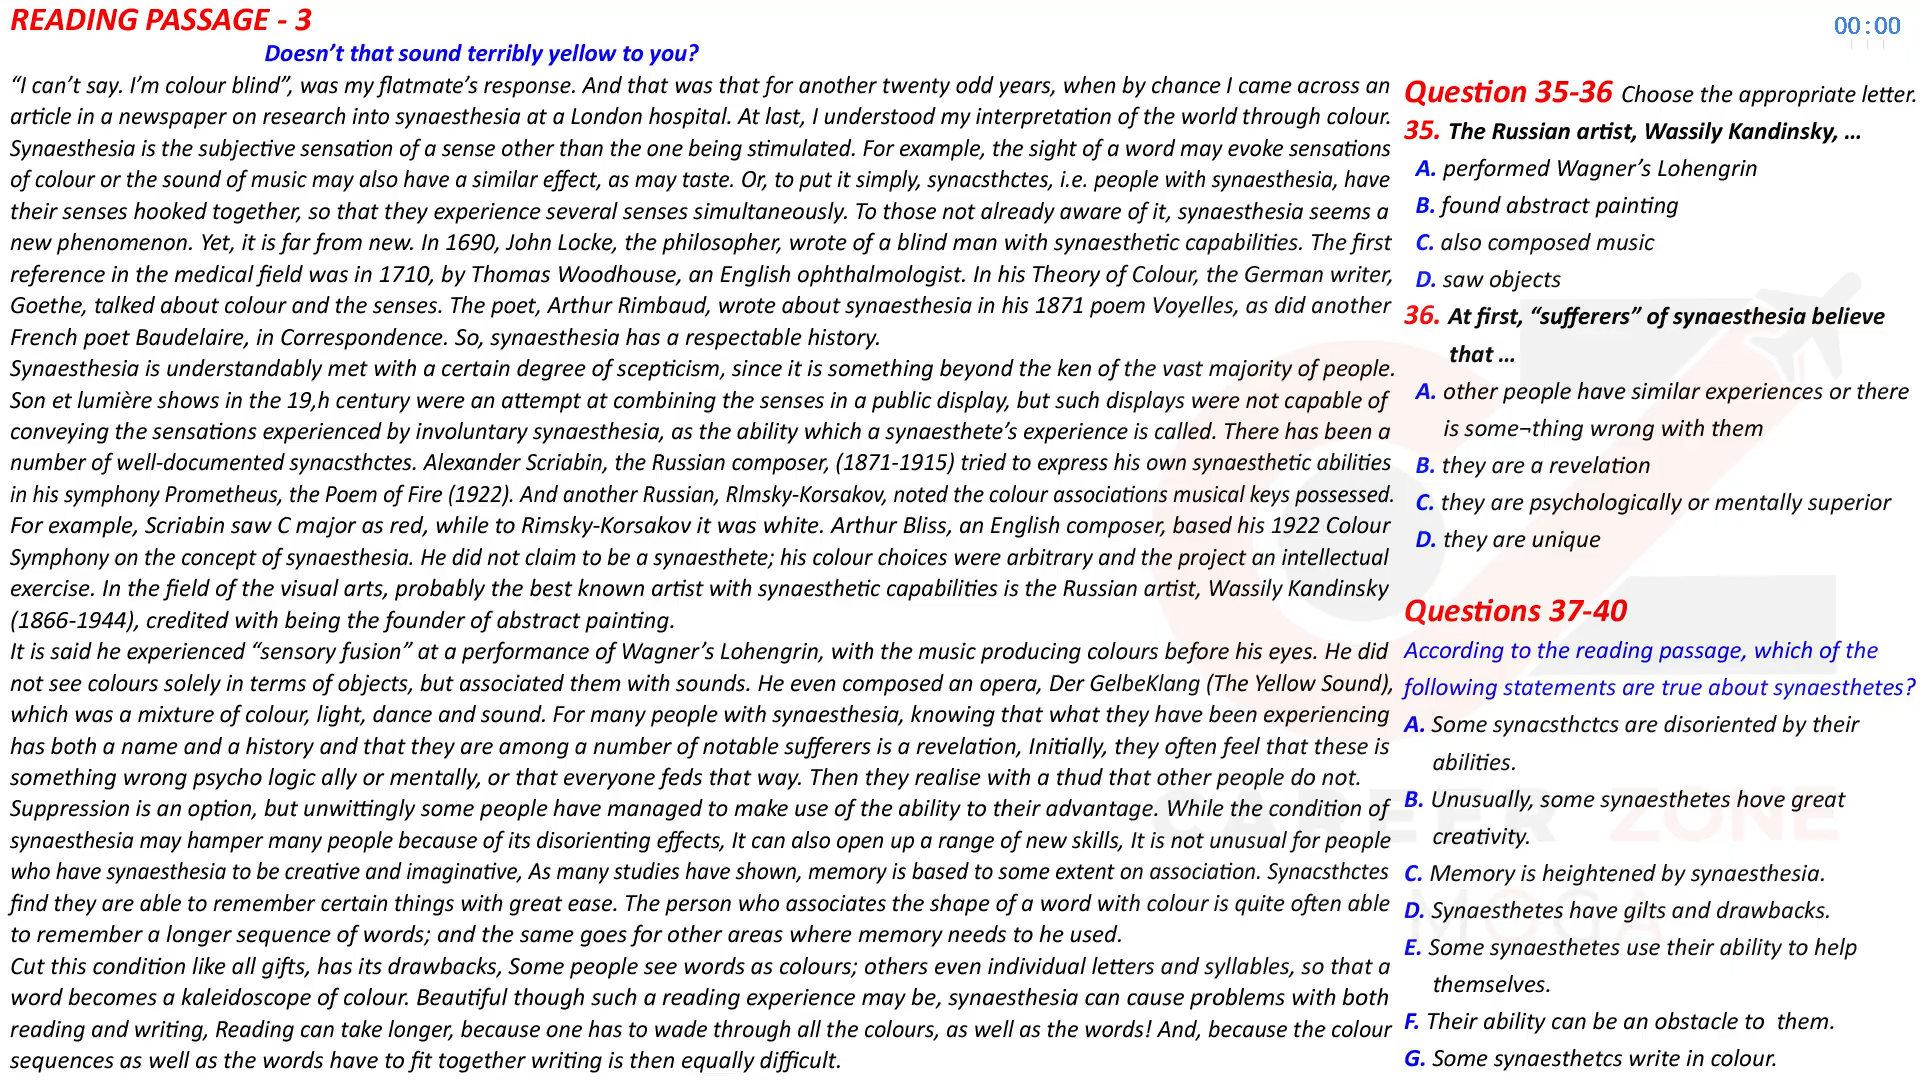 READING PASSAGE - 3
00:00
Doesn’t that sound terribly yellow to you?
“I can’t say. I’m colour blind”, was my flatmate’s response. And that was that for another twenty odd years, when by chance I came across an
article in a newspaper on research into synaesthesia at a London hospital. At last, I understood my interpretation of the world through colour.
Synaesthesia is the subjective sensation of a sense other than the one being stimulated. For example, the sight of a word may evoke sensations
of colour or the sound of music may also have a similar effect, as may taste. Or, to put it simply, synacsthctes, i.e. people with synaesthesia, have
their senses hooked together, so that they experience several senses simultaneously. To those not already aware of it, synaesthesia seems a
new phenomenon. Yet, it is far from new. In 1690, John Locke, the philosopher, wrote of a blind man with synaesthetic capabilities. The first
reference in the medical field was in 1710, by Thomas Woodhouse, an English ophthalmologist. In his Theory of Colour, the German writer,
Goethe, talked about colour and the senses. The poet, Arthur Rimbaud, wrote about synaesthesia in his 1871 poem Voyelles, as did another
French poet Baudelaire, in Correspondence. So, synaesthesia has a respectable history.
Synaesthesia is understandably met with a certain degree of scepticism, since it is something beyond the ken of the vast majority of people.
Son et lumière shows in the 19,h century were an attempt at combining the senses in a public display, but such displays were not capable of
conveying the sensations experienced by involuntary synaesthesia, as the ability which a synaesthete’s experience is called. There has been a
number of well-documented synacsthctes. Alexander Scriabin, the Russian composer, (1871-1915) tried to express his own synaesthetic abilities
in his symphony Prometheus, the Poem of Fire (1922). And another Russian, Rlmsky-Korsakov, noted the colour associations musical keys possessed.
For example, Scriabin saw C major as red, while to Rimsky-Korsakov it was white. Arthur Bliss, an English composer, based his 1922 Colour
Symphony on the concept of synaesthesia. He did not claim to be a synaesthete; his colour choices were arbitrary and the project an intellectual
exercise. In the field of the visual arts, probably the best known artist with synaesthetic capabilities is the Russian artist, Wassily Kandinsky
(1866-1944), credited with being the founder of abstract painting.
It is said he experienced “sensory fusion” at a performance of Wagner’s Lohengrin, with the music producing colours before his eyes. He did
not see colours solely in terms of objects, but associated them with sounds. He even composed an opera, Der GelbeKlang (The Yellow Sound),
which was a mixture of colour, light, dance and sound. For many people with synaesthesia, knowing that what they have been experiencing
has both a name and a history and that they are among a number of notable sufferers is a revelation, Initially, they often feel that these is
something wrong psycho logic ally or mentally, or that everyone feds that way. Then they realise with a thud that other people do not.
Suppression is an option, but unwittingly some people have managed to make use of the ability to their advantage. While the condition of
synaesthesia may hamper many people because of its disorienting effects, It can also open up a range of new skills, It is not unusual for people
who have synaesthesia to be creative and imaginative, As many studies have shown, memory is based to some extent on association. Synacsthctes
find they are able to remember certain things with great ease. The person who associates the shape of a word with colour is quite often able
to remember a longer sequence of words; and the same goes for other areas where memory needs to he used.
Cut this condition like all gifts, has its drawbacks, Some people see words as colours; others even individual letters and syllables, so that a
word becomes a kaleidoscope of colour. Beautiful though such a reading experience may be, synaesthesia can cause problems with both
reading and writing, Reading can take longer, because one has to wade through all the colours, as well as the words! And, because the colour
sequences as well as the words have to fit together writing is then equally difficult.
Question 35-36 Choose the appropriate letter.
35. The Russian artist, Wassily Kandinsky, ...
A. performed Wagner’s Lohengrin
B. found abstract painting
C. also composed music
D. saw objects
36. At first, “sufferers” of synaesthesia believe
that ...
A. other people have similar experiences or there
is some¬thing wrong with them
B. they are a revelation
C. they are psychologically or mentally superior
D. they are unique
Questions 37-40
According to the reading passage, which of the
following statements are true about synaesthetes?
A. Some synacsthctcs are disoriented by their
abilities.
B. Unusually, some synaesthetes hove great
creativity.
C. Memory is heightened by synaesthesia.
D. Synaesthetes have gilts and drawbacks.
E. Some synaesthetes use their ability to help
themselves.
F. Their ability can be an obstacle to them.
G. Some synaesthetcs write in colour.
CAREER ZONE
MOGA